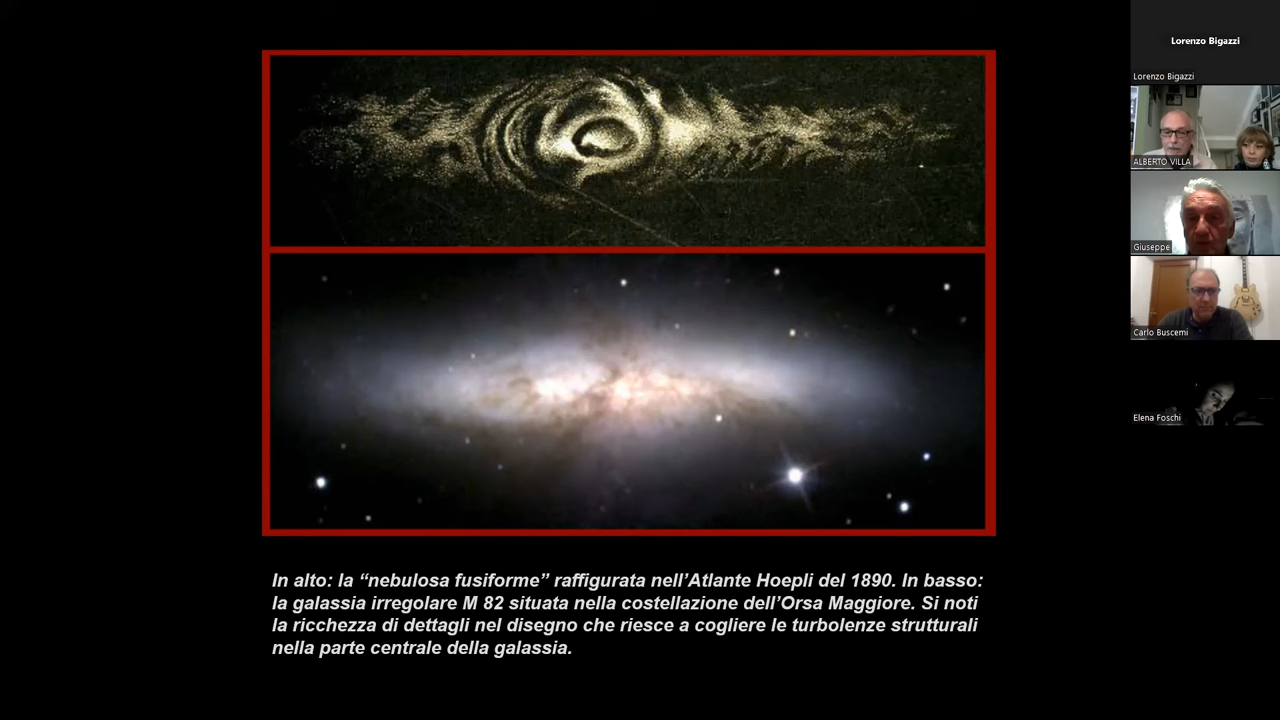 Lorenzo Bigazzi
Lorenzo Bigazzi
ALBERTO VILLA
Giuseppe
Carlo Buscemi
Elena Foschi
In alto: la “nebulosa fusiforme” raffigurata nell’Atlante Hoepli del 1890. In basso:
la galassia irregolare M 82 situata nella costellazione dell’Orsa Maggiore. Si noti
la ricchezza di dettagli nel disegno che riesce a cogliere le turbolenze strutturali
nella parte centrale della galassia.